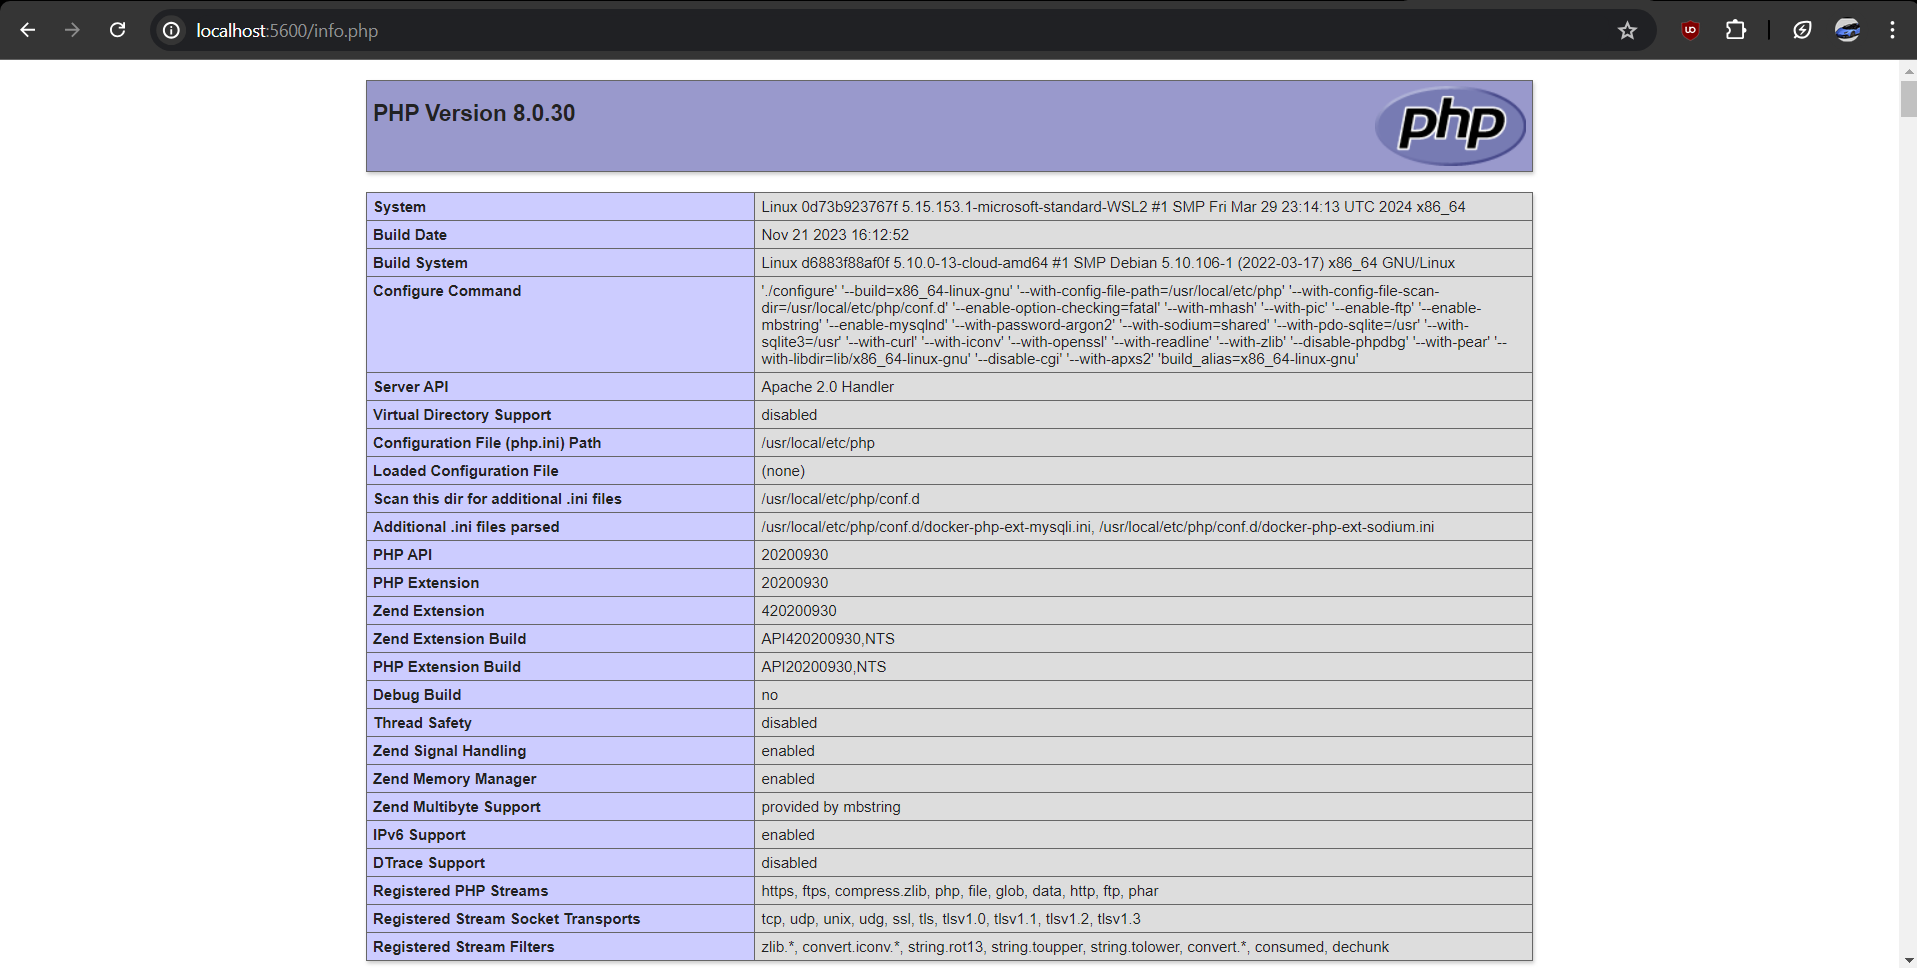 localhost:5600/info.php
PHP Version 8.0.30
php
System Linux 0d73b923767f 5.15.153.1-microsoft-standard-WSL2 #1 SMP Fri Mar 29 23:14:13 UTC 2024 x86_64
Build Date Nov 21 2023 16:12:52
Build System Linux d6883f88af0f 5.10.0-13-cloud-amd64 #1 SMP Debian 5.10.106-1 (2022-03-17) x86_64 GNU/Linux
Configure Command './configure' '--build=x86_64-linux-gnu' '--with-config-file-path=/usr/local/etc/php' '--with-config-file-scan-
dir=/usr/local/etc/php/conf.d' '--enable-option-checking=fatal' '--with-mhash' '--with-pic' '--enable-ftp' '--enable-
mbstring' '--enable-mysqlnd' '--with-password-argon2' '--with-sodium=shared' '--with-pdo-sqlite=/usr' '--with-
sqlite3=/usr' '--with-curl' '--with-iconv' '--with-openssl' '--with-readline' '--with-zlib' '--disable-phpdbg' '--with-pear' '--
with-libdir=lib/x86_64-linux-gnu' '--disable-cgi' '--with-apxs2' 'build_alias=x86_64-linux-gnu'
Server API Apache 2.0 Handler
Virtual Directory Support disabled
Configuration File (php.ini) Path /usr/local/etc/php
Loaded Configuration File (none)
Scan this dir for additional .ini files /usr/local/etc/php/conf.d
Additional .ini files parsed /usr/local/etc/php/conf.d/docker-php-ext-mysqli.ini, /usr/local/etc/php/conf.d/docker-php-ext-sodium.ini
PHP API 20200930
PHP Extension 20200930
Zend Extension 420200930
Zend Extension Build API420200930,NTS
PHP Extension Build API20200930,NTS
Debug Build no
Thread Safety disabled
Zend Signal Handling enabled
Zend Memory Manager enabled
Zend Multibyte Support provided by mbstring
IPv6 Support enabled
DTrace Support disabled
Registered PHP Streams https, ftps, compress.zlib, php, file, glob, data, http, ftp, phar
Registered Stream Socket Transports tcp, udp, unix, udg, ssl, tls, tlsv1.0, tlsv1.1, tlsv1.2, tlsv1.3
Registered Stream Filters zlib.*, convert.iconv.*, string.rot13, string.toupper, string.tolower, convert.*, consumed, dechunk